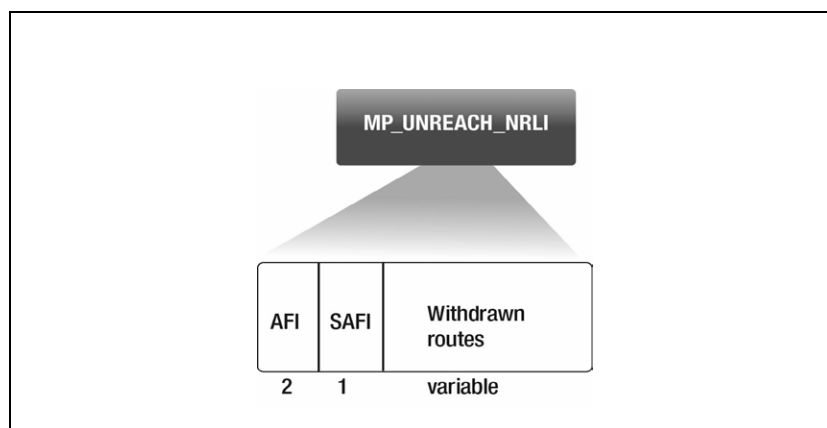 MP_UNREACH_NRLI
AFI
SAFI
Withdrawn
routes
2
1
variable